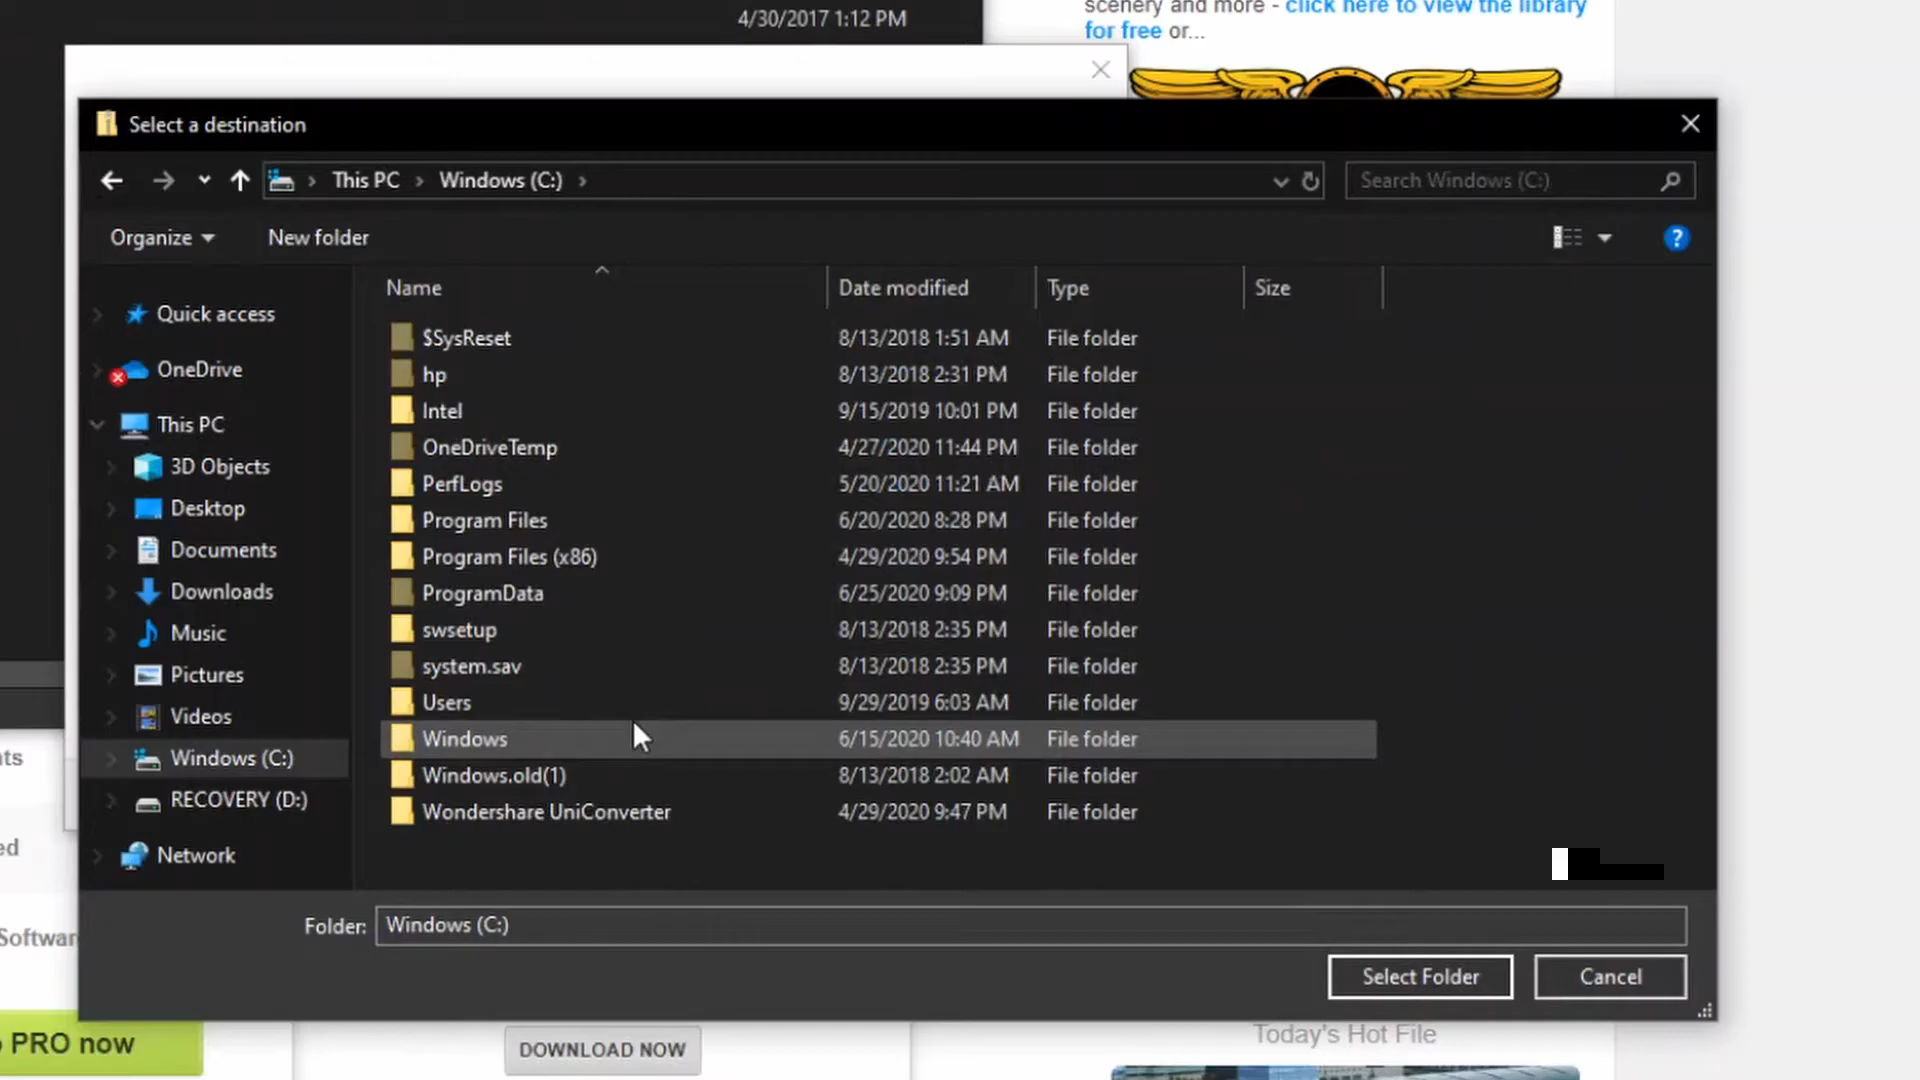 4/30/2017 1:12 PM
scenery and more - click here to view the library
for free or...
Select a destination
This PC > Windows (C:) >
Search Windows (C:)
Organize
New folder
Name
Date modified
Type
Size
Quick access
OneDrive
This PC
3D Objects
Desktop
Documents
Downloads
Music
Pictures
Videos
Windows (C:)
RECOVERY (D:)
Network
$SysReset 8/13/2018 1:51 AM File folder
hp 8/13/2018 2:31 PM File folder
Intel 9/15/2019 10:01 PM File folder
OneDriveTemp 4/27/2020 11:44 PM File folder
PerfLogs 5/20/2020 11:21 AM File folder
Program Files 6/20/2020 8:28 PM File folder
Program Files (x86) 4/29/2020 9:54 PM File folder
ProgramData 6/25/2020 9:09 PM File folder
swsetup 8/13/2018 2:35 PM File folder
system.sav 8/13/2018 2:35 PM File folder
Users 9/29/2019 6:03 AM File folder
Windows 6/15/2020 10:40 AM File folder
Windows.old(1) 8/13/2018 2:02 AM File folder
Wondershare UniConverter 4/29/2020 9:47 PM File folder
Folder: Windows (C:)
Select Folder
Cancel
PRO now
DOWNLOAD NOW
Today's Hot File